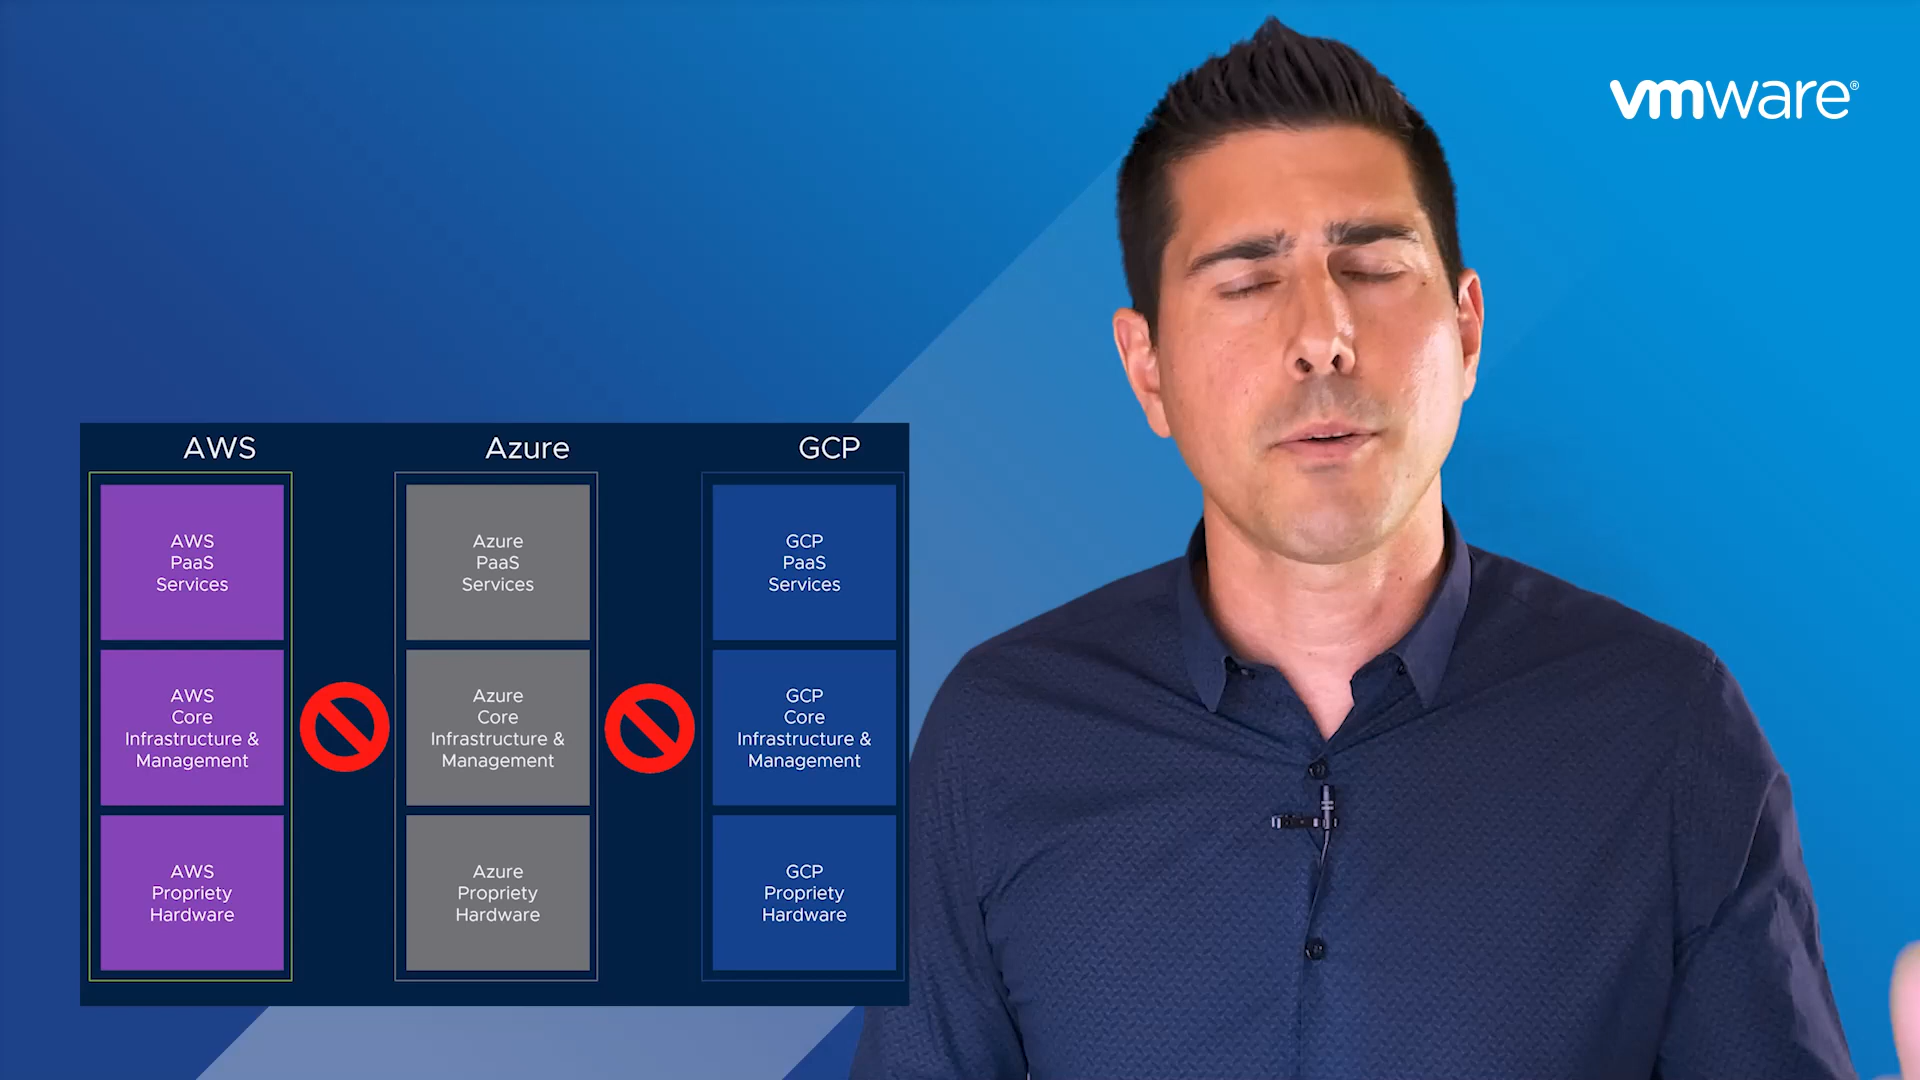 vmware®
AWS
Azure
GCP
AWS
PaaS
Services
Azure
PaaS
Services
GCP
PaaS
Services
AWS
Core
Infrastructure &
Management
Azure
Core
Infrastructure &
Management
GCP
Core
Infrastructure &
Management
AWS
Propriety
Hardware
Azure
Propriety
Hardware
GCP
Propriety
Hardware